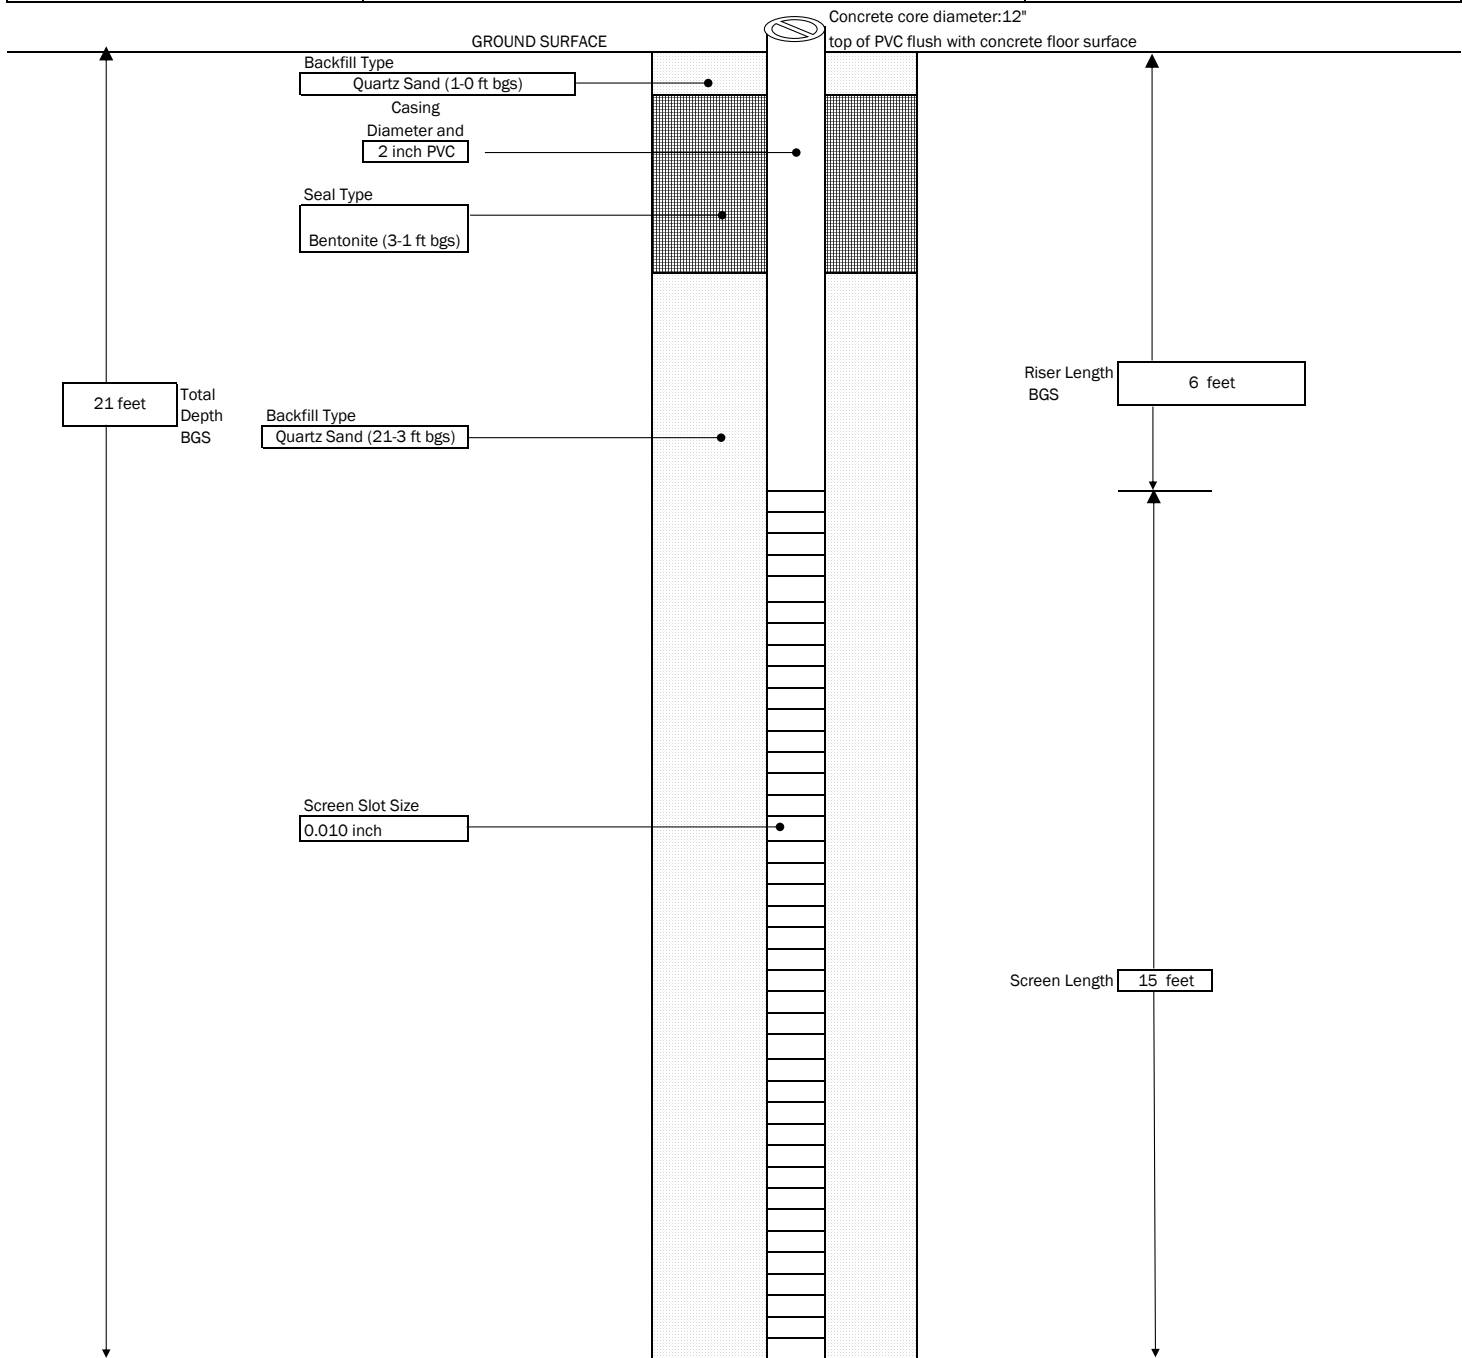 Concrete core diameter:12"
GROUND SURFACE
top of PVC flush with concrete floor surface
Backfill Type
Quartz Sand (1-0 ft bgs)
Casing
Diameter and
2 inch PVC
Seal Type
Bentonite (3-1 ft bgs)
21 feet
Total
Depth
BGS
Riser Length
BGS
6 feet
Backfill Type
Quartz Sand (21-3 ft bgs)
Screen Slot Size
0.010 inch
Screen Length
15 feet